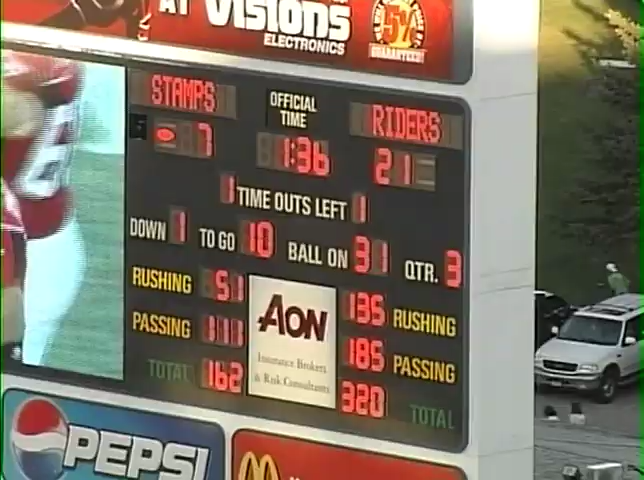 AT VISIONS
ELECTRONICS
5%
GUARANTEED!
STAMPS OFFICIAL TIME RIDERS
7 1:36 21
1 TIME OUTS LEFT 1
DOWN 1 TO GO 10 BALL ON 31 QTR. 3
RUSHING 51 135 RUSHING
PASSING 111 185 PASSING
TOTAL 162 320 TOTAL
AON
Insurance Brokers
& Risk Consultants
PEPSI